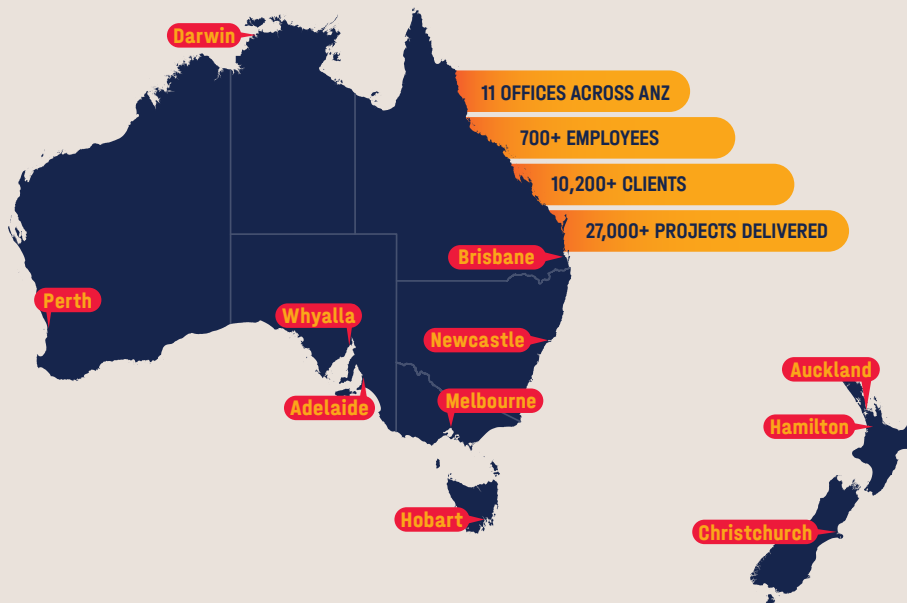 Darwin
11 OFFICES ACROSS ANZ
700+ EMPLOYEES
10,200+ CLIENTS
27,000+ PROJECTS DELIVERED
Brisbane
Perth
Whyalla
Newcastle
Auckland
Adelaide
Melbourne
Hamilton
Hobart
Christchurch